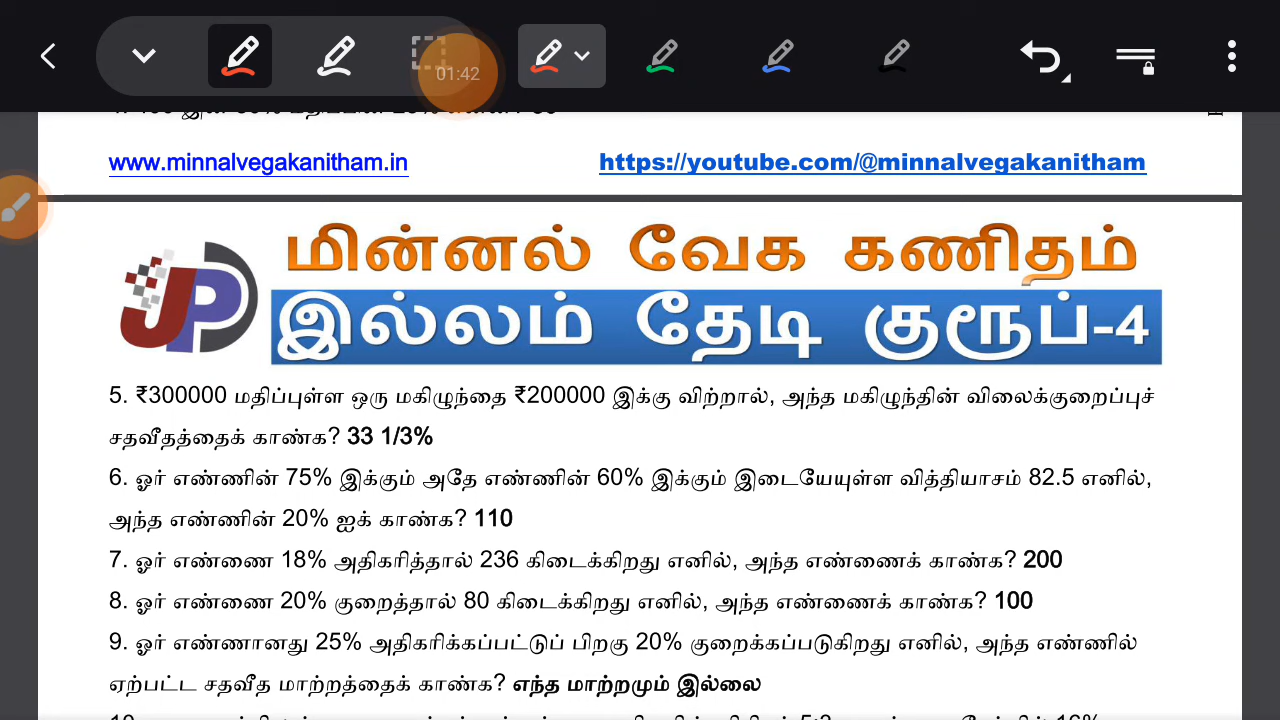 01:42
www.minnalvegakanitham.in https://youtube.com/@minnalvegakanitham
JP
மின்னல் வேக கணிதம்
இல்லம் தேடி குரூப்-4
5. ₹300000 மதிப்புள்ள ஒரு மகிழுந்தை ₹200000 இக்கு விற்றால், அந்த மகிழுந்தின் விலைக்குறைப்புச்
சதவீதத்தைக் காண்க? 33 1/3%
6. ஓர் எண்ணின் 75% இக்கும் அதே எண்ணின் 60% இக்கும் இடையேயுள்ள வித்தியாசம் 82.5 எனில்,
அந்த எண்ணின் 20% ஐக் காண்க? 110
7. ஓர் எண்ணை 18% அதிகரித்தால் 236 கிடைக்கிறது எனில், அந்த எண்ணைக் காண்க? 200
8. ஓர் எண்ணை 20% குறைத்தால் 80 கிடைக்கிறது எனில், அந்த எண்ணைக் காண்க? 100
9. ஓர் எண்ணானது 25% அதிகரிக்கப்பட்டுப் பிறகு 20% குறைக்கப்படுகிறது எனில், அந்த எண்ணில்
ஏற்பட்ட சதவீத மாற்றத்தைக் காண்க? எந்த மாற்றமும் இல்லை